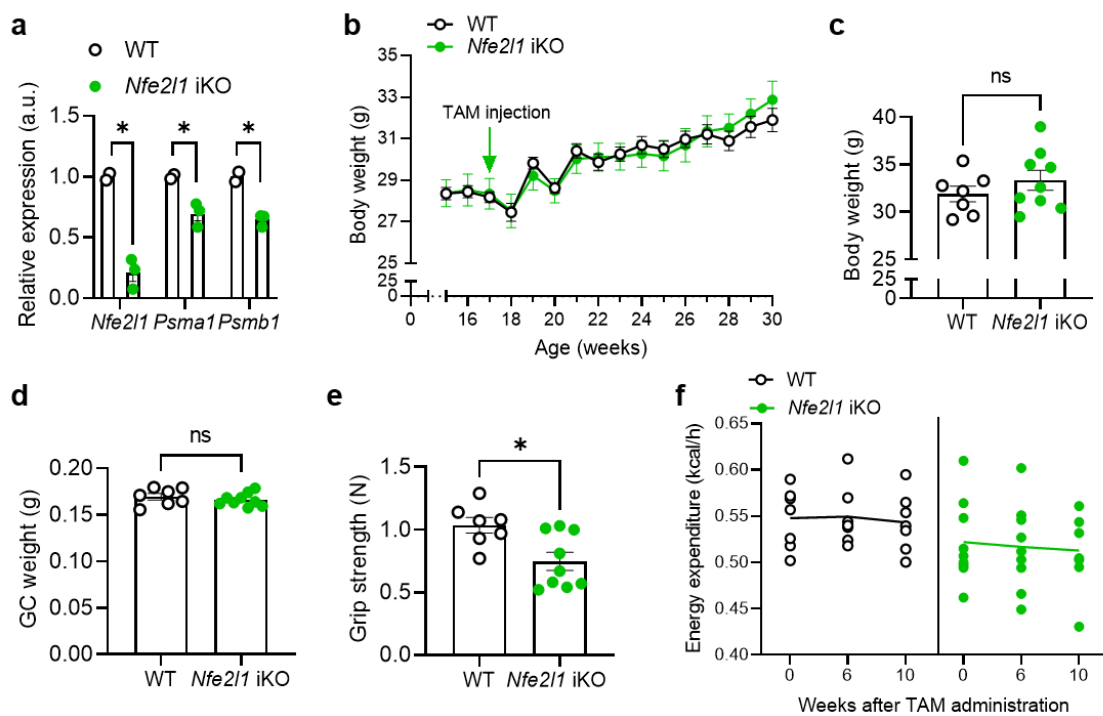 a
WT
Nfe2l1 iKO
Relative expression (a.u.)
1.5
1.0
0.5
0.0
* * *
Nfe2l1 Psma1 Psmb1
b
WT
Nfe2l1 iKO
Body weight (g)
35
33
31
29
27
25
25
0
TAM injection
0 16 18 20 22 24 26 28 30
Age (weeks)
c
ns
Body weight (g)
40
35
30
25
25
0
WT Nfe2l1 iKO
d
ns
GC weight (g)
0.20
0.15
0.10
0.05
0.00
WT Nfe2l1 iKO
e
*
Grip strength (N)
1.5
1.0
0.5
0.0
WT Nfe2l1 iKO
f
WT
Nfe2l1 iKO
Energy expenditure (kcal/h)
0.65
0.60
0.55
0.50
0.40
0 6 10 0 6 10
Weeks after TAM administration